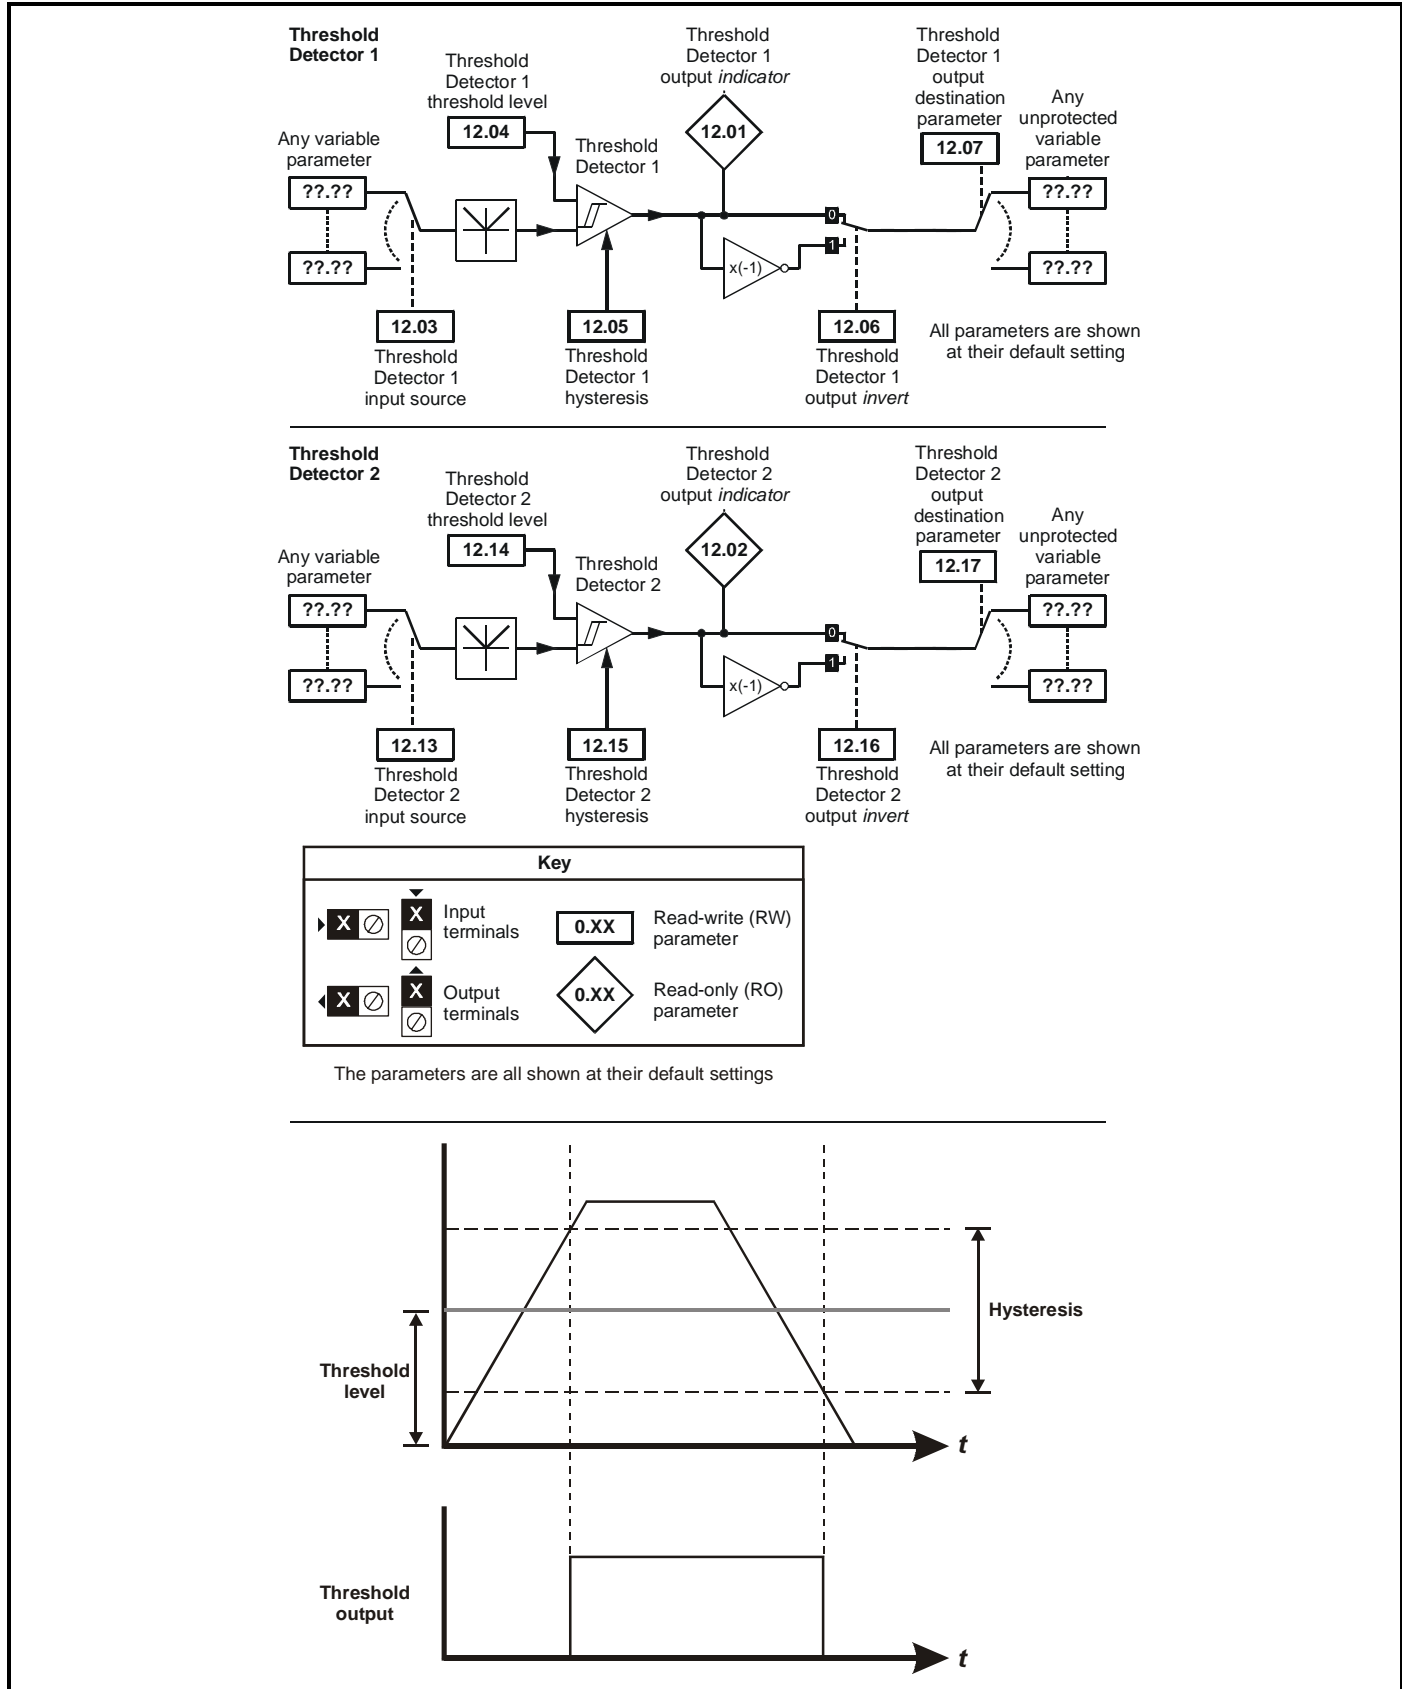 Threshold
Detector 1
Threshold
Detector 1
threshold level
12.04
Threshold
Detector 1
output indicator
12.01
Threshold
Detector 1
output
destination
parameter
12.07
Any
unprotected
variable
parameter
??.??
??.??
Any variable
parameter
??.??
??.??
Threshold
Detector 1
0
1
x(-1)
12.03
Threshold
Detector 1
input source
12.05
Threshold
Detector 1
hysteresis
12.06
Threshold
Detector 1
output invert
All parameters are shown
at their default setting
Threshold
Detector 2
Threshold
Detector 2
threshold level
12.14
Threshold
Detector 2
output indicator
12.02
Threshold
Detector 2
output
destination
parameter
12.17
Any
unprotected
variable
parameter
??.??
??.??
Any variable
parameter
??.??
??.??
Threshold
Detector 2
0
1
x(-1)
12.13
Threshold
Detector 2
input source
12.15
Threshold
Detector 2
hysteresis
12.16
Threshold
Detector 2
output invert
All parameters are shown
at their default setting
Key
X
X
Input
terminals
0.XX
Read-write (RW)
parameter
X
X
Output
terminals
0.XX
Read-only (RO)
parameter
The parameters are all shown at their default settings
Hysteresis
Threshold
level
t
Threshold
output
t